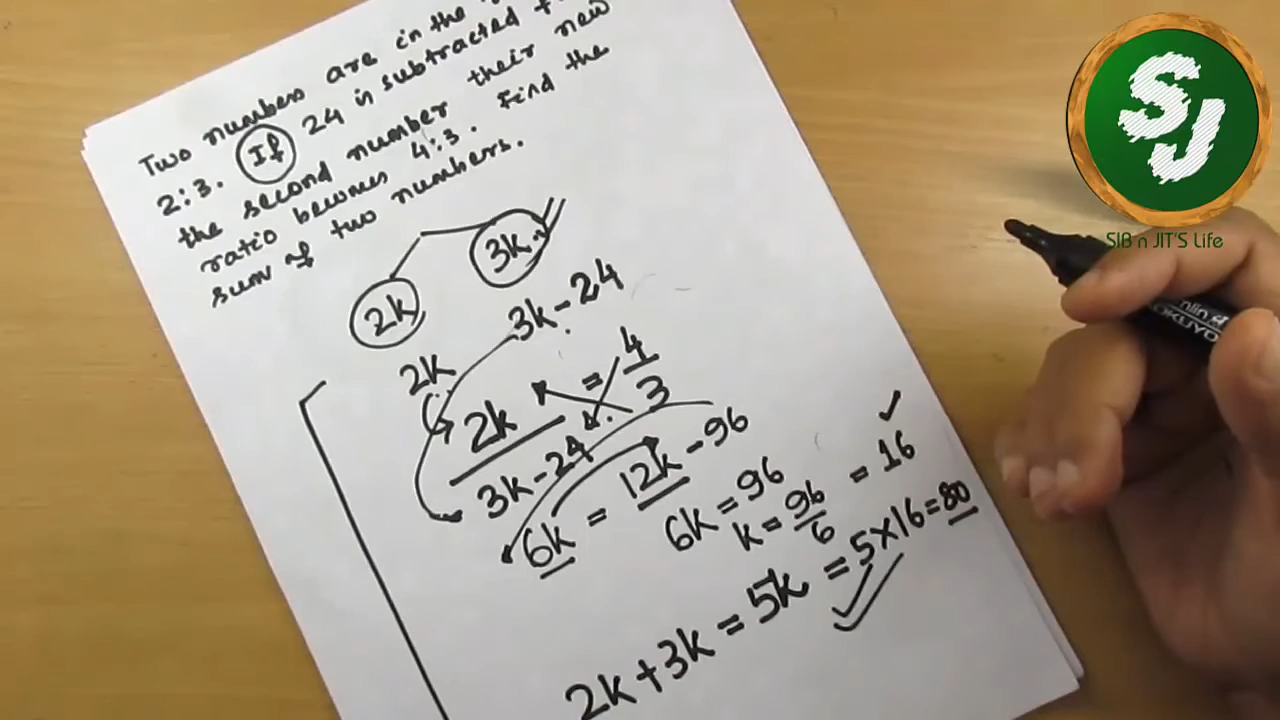 Two numbers are in the
2:3. If 24 is subtracted
the second number their new
ratio becomes 4:3. Find the
sum of two numbers.
2k 3k
2k 3k-24
2k/3k-24 = 4/3
6k = 12k-96
6k = 96
k = 96/6 = 16
2k+3k = 5k = 5×16 = 80
SJ
SIB n JIT'S Life
KOKUYO